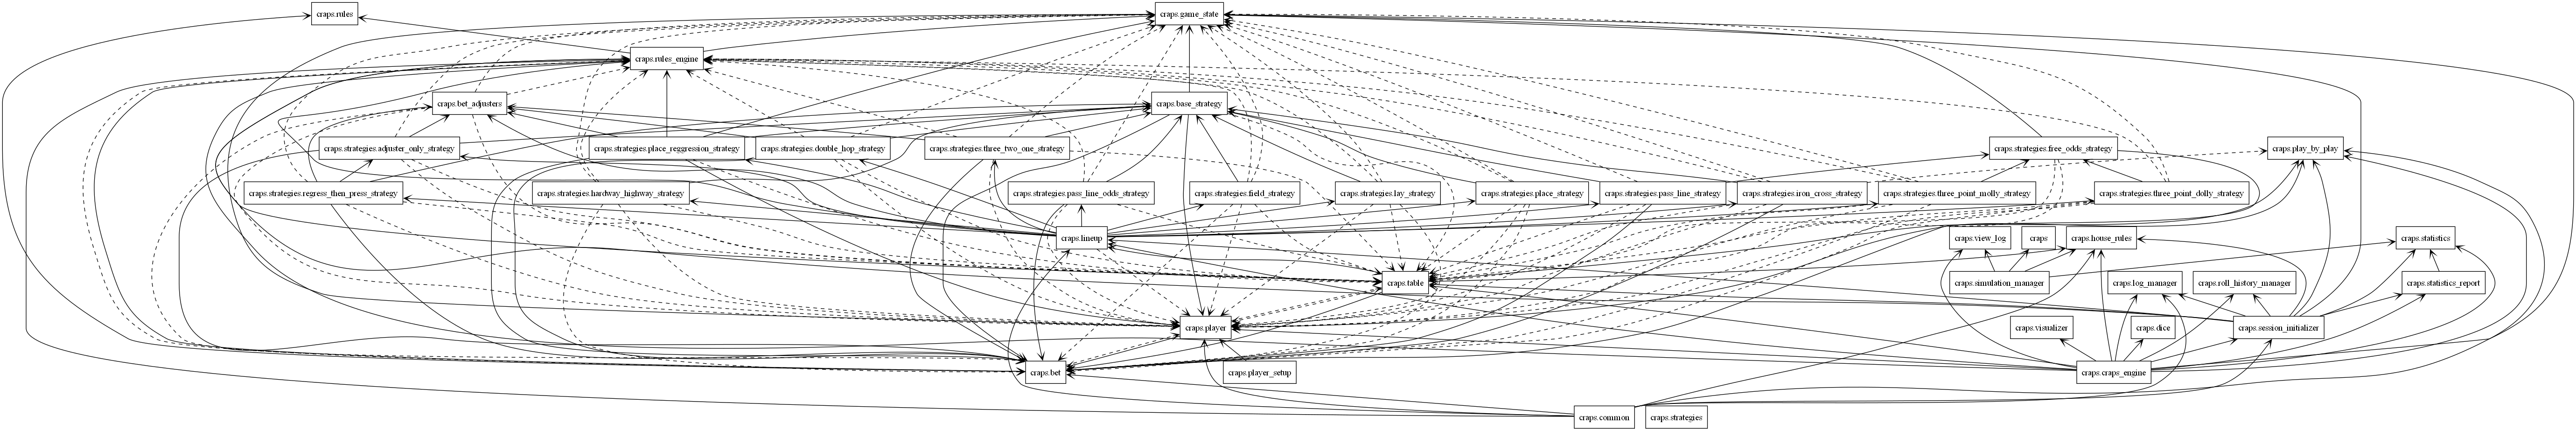 craps.rules
craps.game_state
craps.rules_engine
craps.bet_adjusters
craps.base_strategy
craps.strategies.adjuster_only_strategy
craps.strategies.place_reggression_strategy
craps.strategies.double_hop_strategy
craps.strategies.three_two_one_strategy
craps.strategies.free_odds_strategy
craps.play_by_play
craps.strategies.regress_then_press_strategy
craps.strategies.hardway_highway_strategy
craps.strategies.pass_line_odds_strategy
craps.strategies.field_strategy
craps.strategies.lay_strategy
craps.strategies.place_strategy
craps.strategies.pass_line_strategy
craps.strategies.iron_cross_strategy
craps.strategies.three_point_molly_strategy
craps.strategies.three_point_dolly_strategy
craps.lineup
craps.view_log
craps
craps.house_rules
craps.statistics
craps.table
craps.simulation_manager
craps.log_manager
craps.roll_history_manager
craps.statistics_report
craps.player
craps.visualizer
craps.dice
craps.session_initializer
craps.bet
craps.player_setup
craps.craps_engine
craps.common
craps.strategies